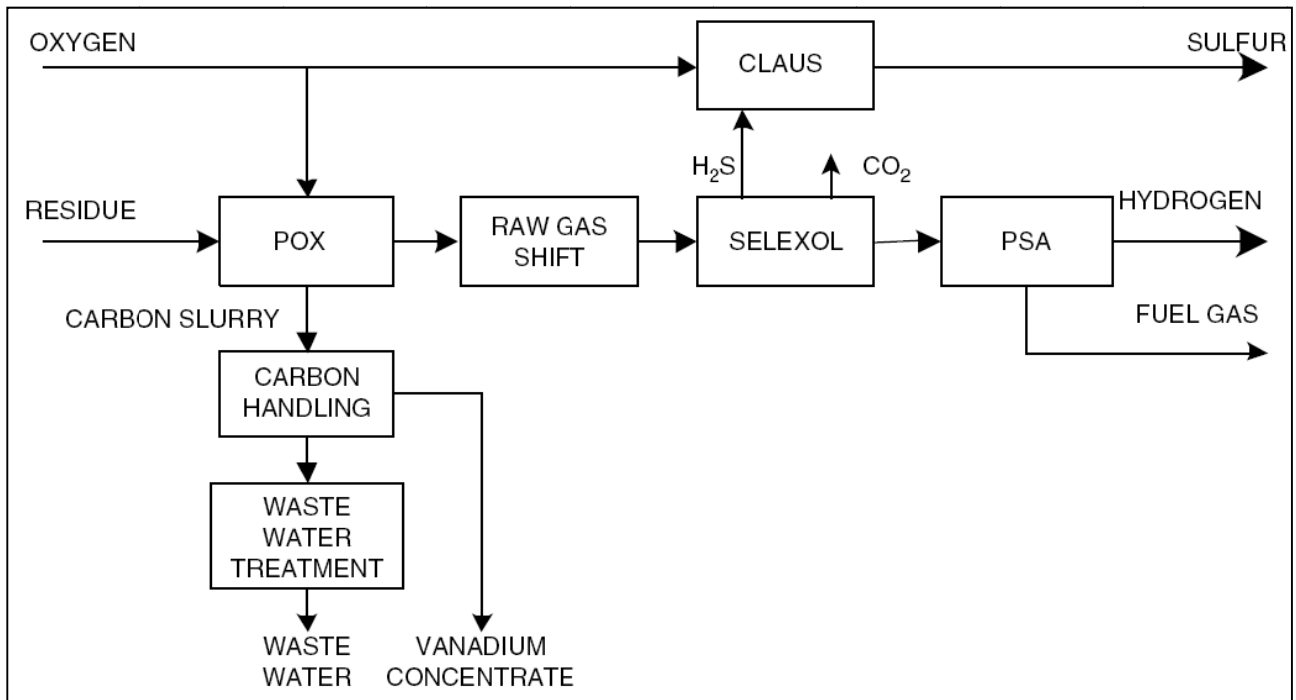 OXYGEN
SULFUR
CLAUS
H₂S
CO₂
RESIDUE
HYDROGEN
POX
RAW GAS
SHIFT
SELEXOL
PSA
CARBON SLURRY
FUEL GAS
CARBON
HANDLING
WASTE
WATER
TREATMENT
WASTE
WATER
VANADIUM
CONCENTRATE